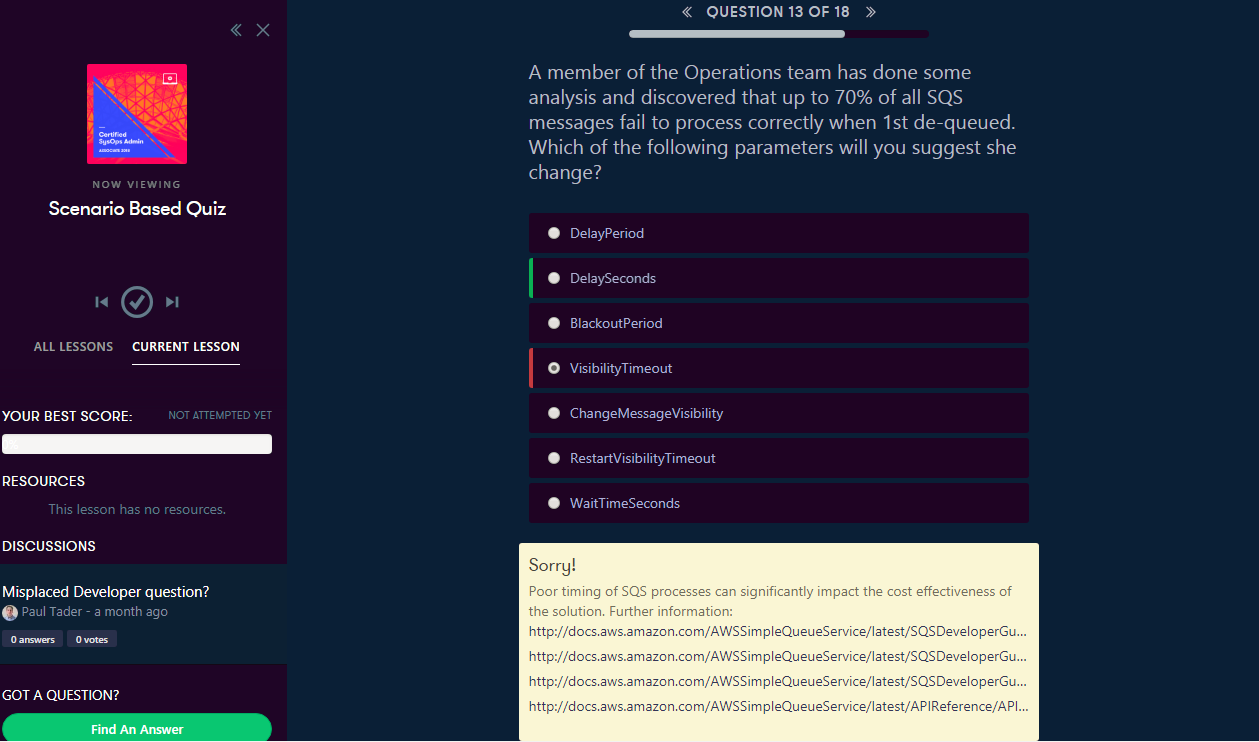 NOW VIEWING
Certified
SysOps Admin
ASSOCIATE 2018
Scenario Based Quiz
ALL LESSONS
CURRENT LESSON
YOUR BEST SCORE:
NOT ATTEMPTED YET
RESOURCES
This lesson has no resources.
DISCUSSIONS
Misplaced Developer question?
Paul Tader - a month ago
0 answers
0 votes
GOT A QUESTION?
Find An Answer
« QUESTION 13 OF 18 »
A member of the Operations team has done some
analysis and discovered that up to 70% of all SQS
messages fail to process correctly when 1st de-queued.
Which of the following parameters will you suggest she
change?
DelayPeriod
DelaySeconds
BlackoutPeriod
VisibilityTimeout
ChangeMessageVisibility
RestartVisibilityTimeout
WaitTimeSeconds
Sorry!
Poor timing of SQS processes can significantly impact the cost effectiveness of
the solution. Further information:
http://docs.aws.amazon.com/AWSSimpleQueueService/latest/SQSDeveloperGu...
http://docs.aws.amazon.com/AWSSimpleQueueService/latest/SQSDeveloperGu...
http://docs.aws.amazon.com/AWSSimpleQueueService/latest/SQSDeveloperGu...
http://docs.aws.amazon.com/AWSSimpleQueueService/latest/APIReference/API...